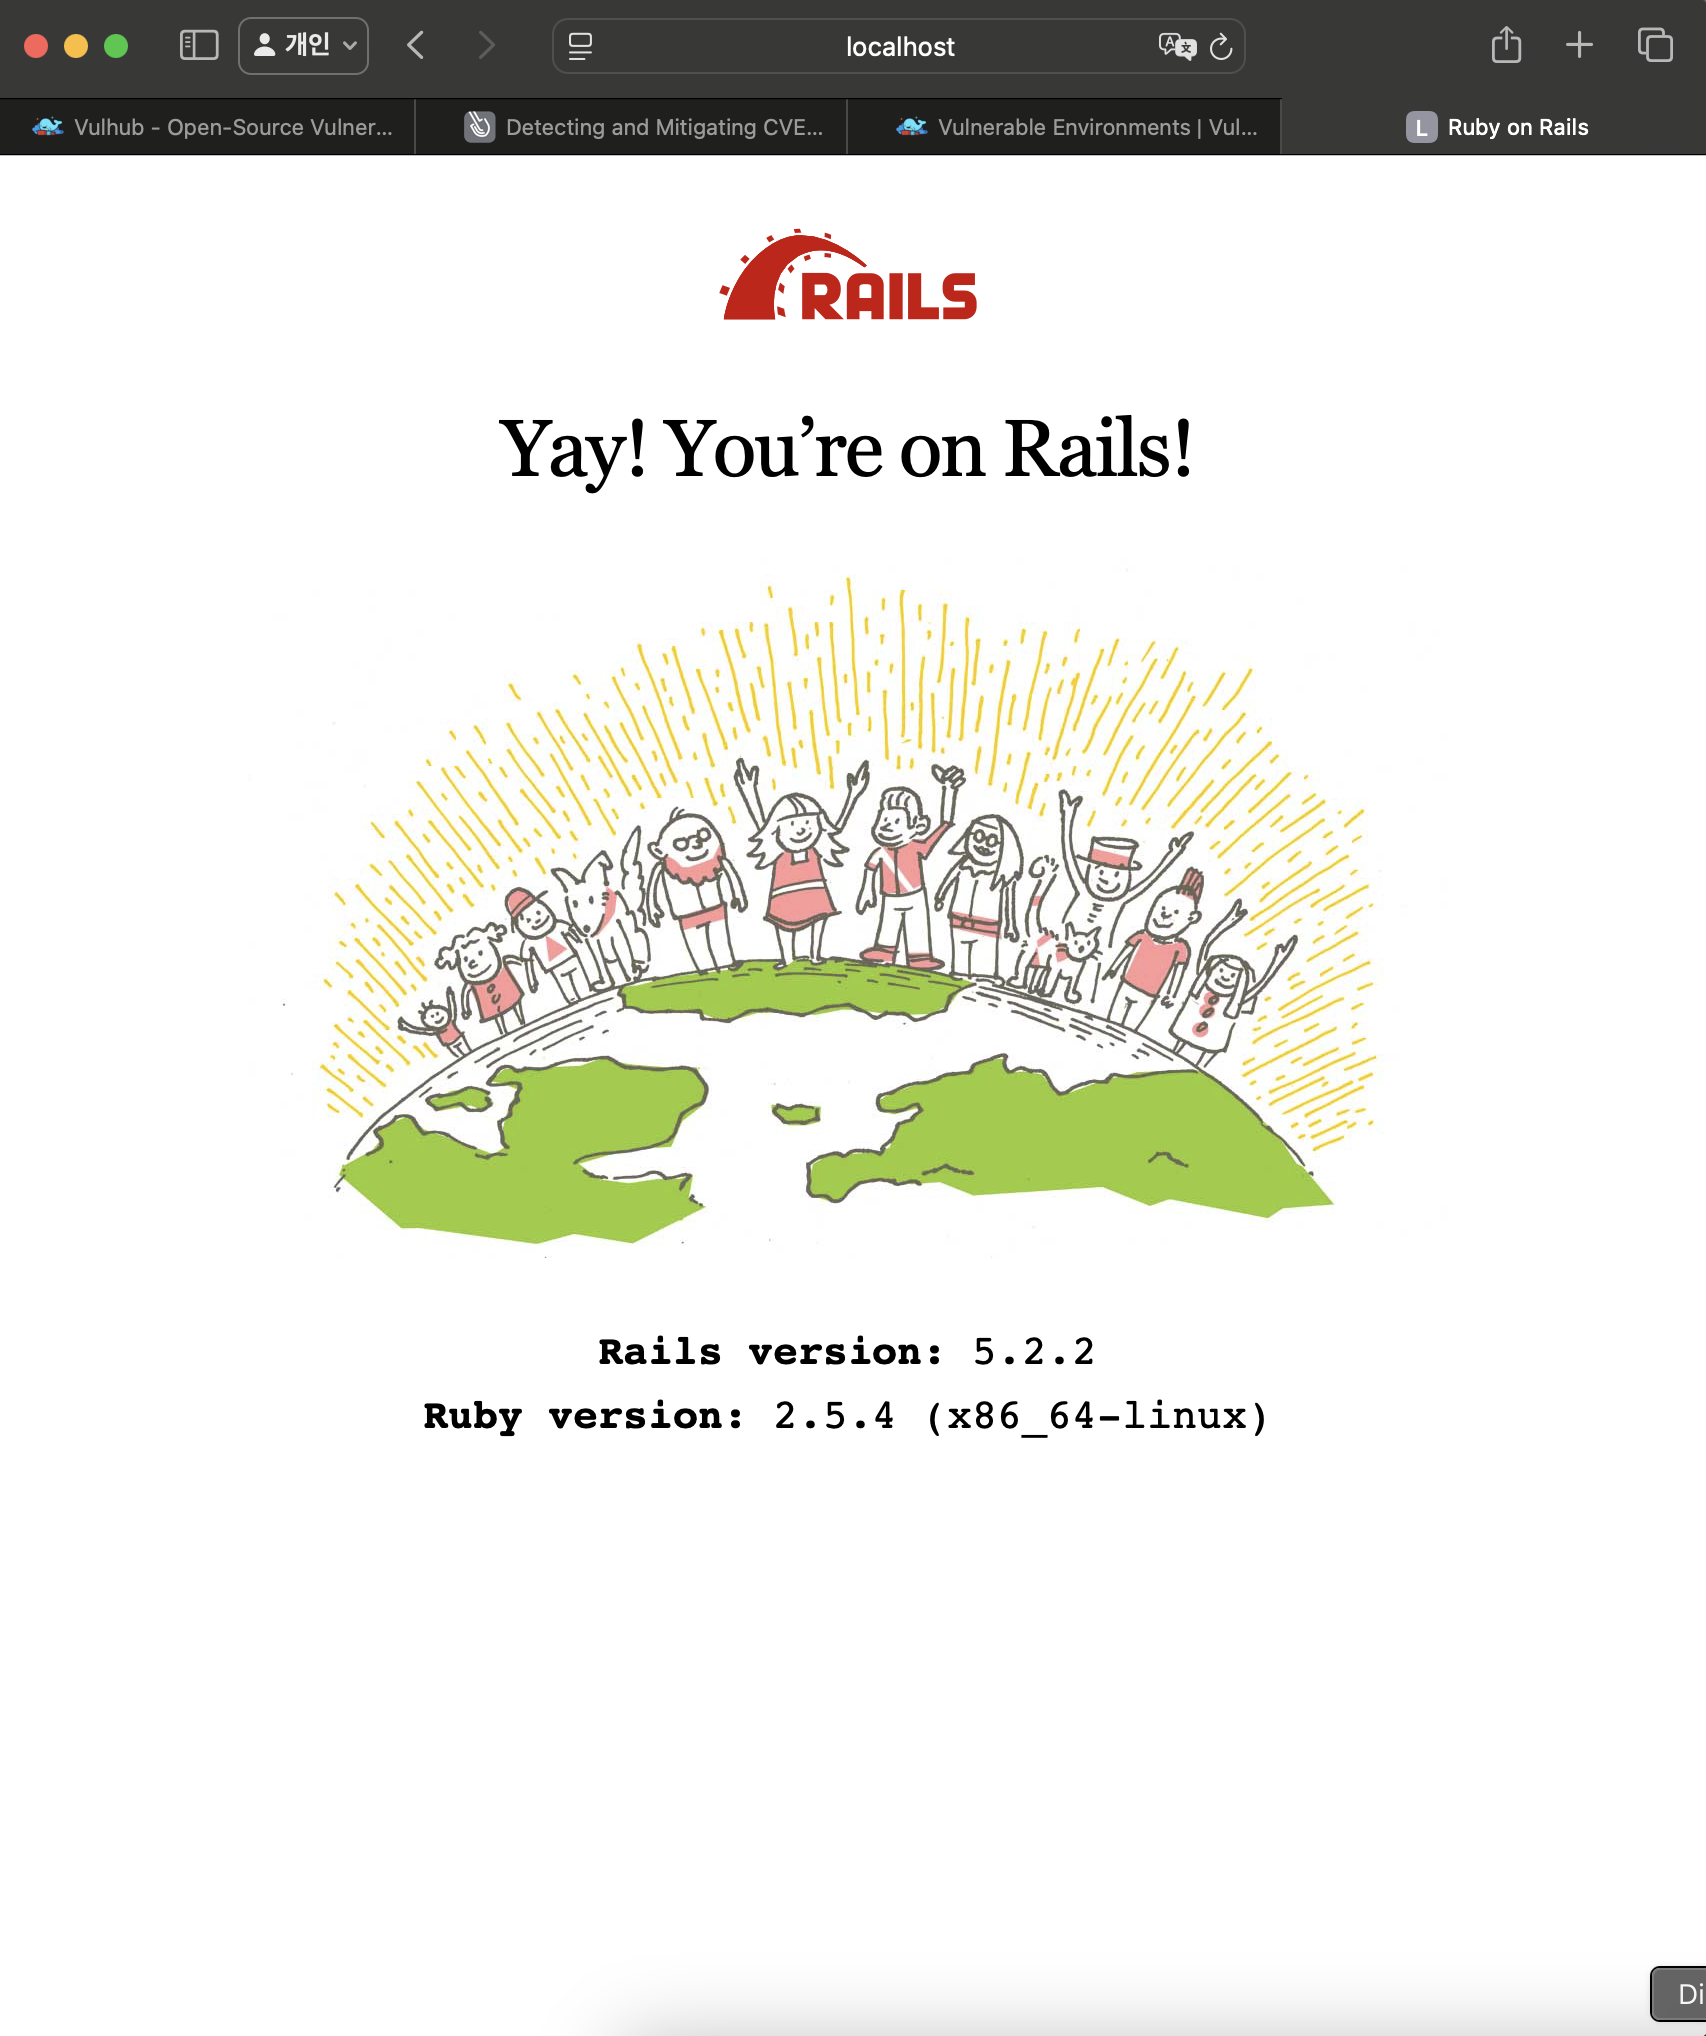 개인
localhost
Vulhub - Open-Source Vulner...
Detecting and Mitigating CVE...
Vulnerable Environments | Vul...
L
Ruby on Rails
RAILS
Yay! You’re on Rails!
Rails version: 5.2.2
Ruby version: 2.5.4 (x86_64-linux)
Di